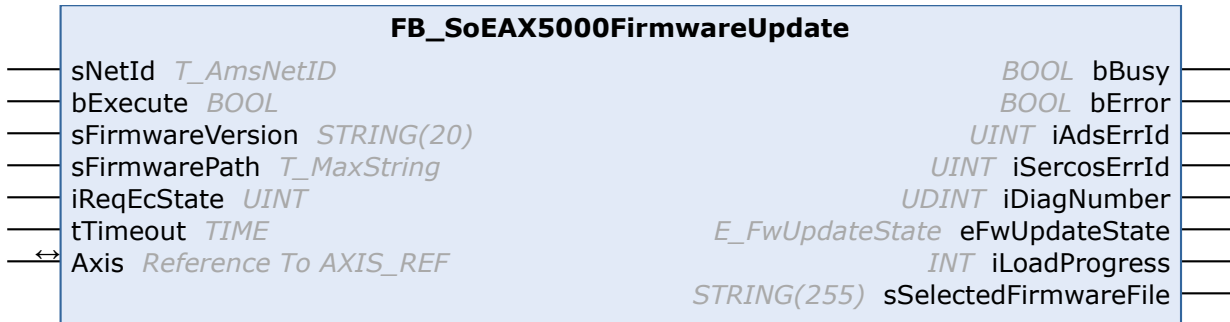 FB_SoEAX5000FirmwareUpdate
sNetId T_AmsNetID BOOL bBusy
bExecute BOOL BOOL bError
sFirmwareVersion STRING(20) UINT iAdsErrId
sFirmwarePath T_MaxString UINT iSercosErrId
iReqEcState UINT UDINT iDiagNumber
tTimeout TIME E_FwUpdateState eFwUpdateState
↔ Axis Reference To AXIS_REF INT iLoadProgress
STRING(255) sSelectedFirmwareFile